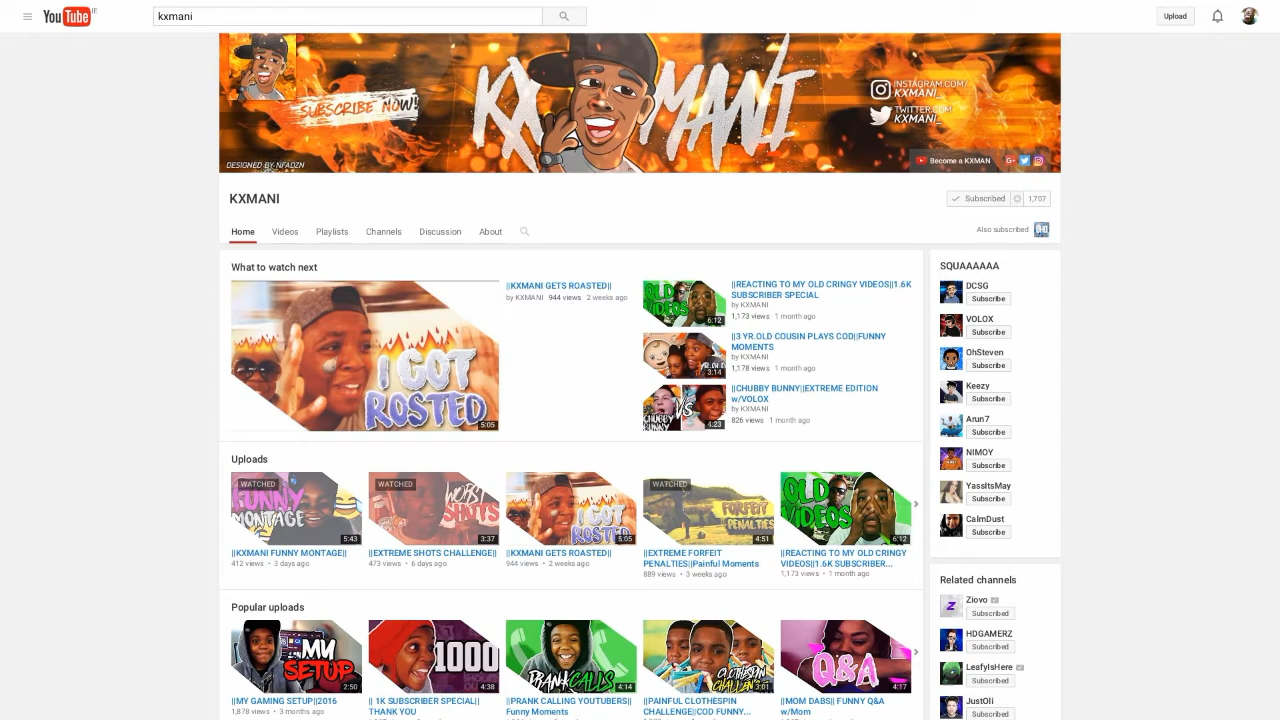 YouTube IE
kxmani
Upload
SUBSCRIBE NOW!
KXMANI
INSTAGRAM.COM/
KXMANI_
TWITTER.COM
KXMANI_
DESIGNED BY NFADZN
Become a KXMAN
KXMANI
Subscribed 1,707
Home Videos Playlists Channels Discussion About
Also subscribed
What to watch next
I GOT
ROSTED
5:05
||KXMANI GETS ROASTED||
by KXMANI 944 views 2 weeks ago
OLD
VIDEOS
6:12
||REACTING TO MY OLD CRINGY VIDEOS||1.6K
SUBSCRIBER SPECIAL
by KXMANI
1,173 views · 1 month ago
3:14
||3 YR.OLD COUSIN PLAYS COD||FUNNY
MOMENTS
by KXMANI
1,178 views · 1 month ago
CHUBBY
BUNNY
VS
4:23
||CHUBBY BUNNY||EXTREME EDITION
w/VOLOX
by KXMANI
826 views 1 month ago
Uploads
WATCHED
FUNNY
MONTAGE
5:43
||KXMANI FUNNY MONTAGE||
412 views • 3 days ago
WATCHED
WORST
SHOTS
3:37
||EXTREME SHOTS CHALLENGE||
473 views • 6 days ago
I GOT
ROSTED
5:05
||KXMANI GETS ROASTED||
944 views • 2 weeks ago
WATCHED
FORFEIT
PENALTIES
4:51
||EXTREME FORFEIT
PENALTIES||Painful Moments
889 views • 3 weeks ago
OLD
VIDEOS
6:12
||REACTING TO MY OLD CRINGY
VIDEOS||1.6K SUBSCRIBER...
1,173 views • 1 month ago
Popular uploads
MY
SETUP
2:50
||MY GAMING SETUP||2016
1,878 views • 3 months ago
1000
4:38
|| 1K SUBSCRIBER SPECIAL||
THANK YOU
PRANK CALLS
4:14
||PRANK CALLING YOUTUBERS||
Funny Moments
CLOTHESPIN
CHALLENGE
3:01
||PAINFUL CLOTHESPIN
CHALLENGE||COD FUNNY...
Q&A
4:17
||MOM DABS|| FUNNY Q&A
w/Mom
SQUAAAAAA
DCSG
Subscribe
VOLOX
Subscribe
OhSteven
Subscribe
Keezy
Subscribe
Arun7
Subscribe
NIMOY
Subscribe
YassItsMay
Subscribe
CalmDust
Subscribe
Related channels
Ziovo
Subscribed
HDGAMERZ
Subscribed
LeafyIsHere
Subscribed
JustOli
Subscribed